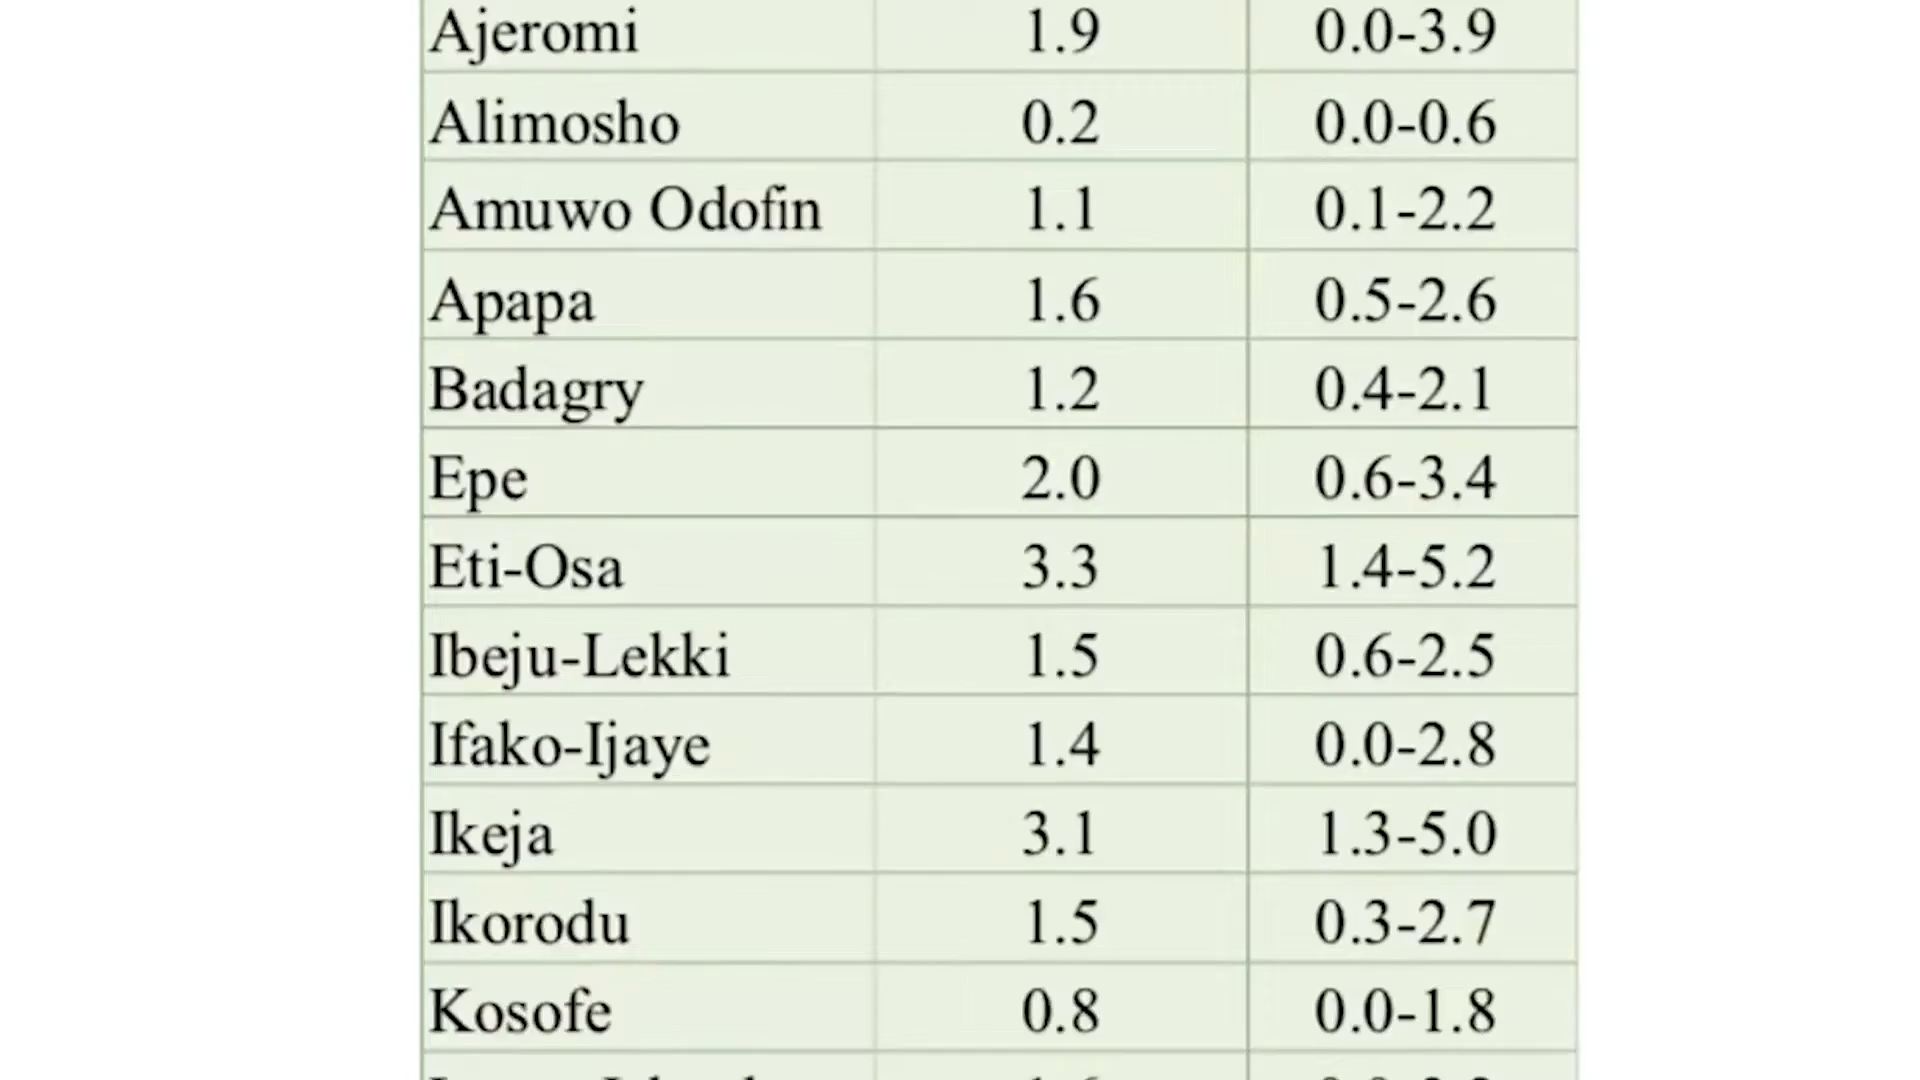 Ajeromi 1.9 0.0-3.9
Alimosho 0.2 0.0-0.6
Amuwo Odofin 1.1 0.1-2.2
Apapa 1.6 0.5-2.6
Badagry 1.2 0.4-2.1
Epe 2.0 0.6-3.4
Eti-Osa 3.3 1.4-5.2
Ibeju-Lekki 1.5 0.6-2.5
Ifako-Ijaye 1.4 0.0-2.8
Ikeja 3.1 1.3-5.0
Ikorodu 1.5 0.3-2.7
Kosofe 0.8 0.0-1.8